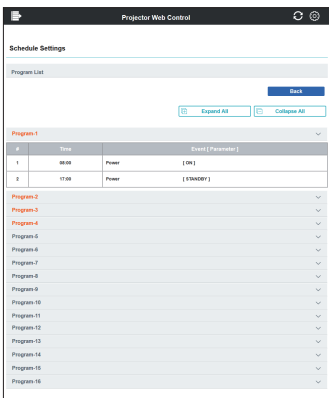 Projector Web Control
Schedule Settings
Program List
Back
Expand All Collapse All
Program-1
# Time Event [ Parameter ]
1 08:00 Power [ ON ]
2 17:00 Power [ STANDBY ]
Program-2
Program-3
Program-4
Program-5
Program-6
Program-7
Program-8
Program-9
Program-10
Program-11
Program-12
Program-13
Program-14
Program-15
Program-16